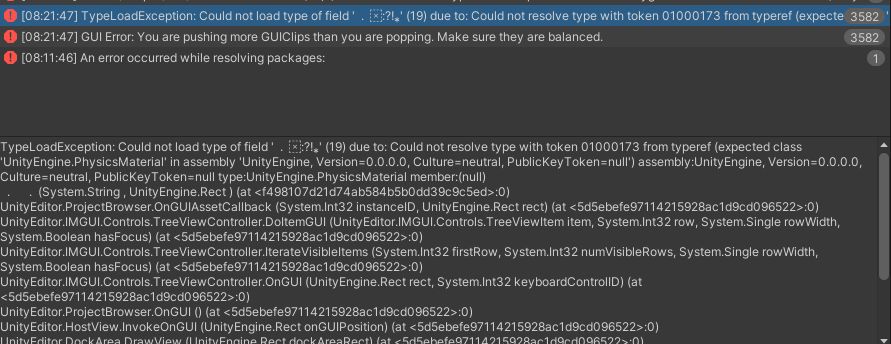 [08:21:47] TypeLoadException: Could not load type of field ' . ⍰:?!⁎' (19) due to: Could not resolve type with token 01000173 from typeref (expecte 3582
[08:21:47] GUI Error: You are pushing more GUIClips than you are popping. Make sure they are balanced. 3582
[08:11:46] An error occurred while resolving packages: 1
TypeLoadException: Could not load type of field ' . ⍰:?!⁎' (19) due to: Could not resolve type with token 01000173 from typeref (expected class
'UnityEngine.PhysicsMaterial' in assembly 'UnityEngine, Version=0.0.0.0, Culture=neutral, PublicKeyToken=null') assembly:UnityEngine, Version=0.0.0.0,
Culture=neutral, PublicKeyToken=null type:UnityEngine.PhysicsMaterial member:(null)
. . (System.String , UnityEngine.Rect ) (at <f498107d21d74ab584b5b0dd39c9c5ed>:0)
UnityEditor.ProjectBrowser.OnGUIAssetCallback (System.Int32 instanceID, UnityEngine.Rect rect) (at <5d5ebefe97114215928ac1d9cd096522>:0)
UnityEditor.IMGUI.Controls.TreeViewController.DoItemGUI (UnityEditor.IMGUI.Controls.TreeViewItem item, System.Int32 row, System.Single rowWidth,
System.Boolean hasFocus) (at <5d5ebefe97114215928ac1d9cd096522>:0)
UnityEditor.IMGUI.Controls.TreeViewController.IterateVisibleItems (System.Int32 firstRow, System.Int32 numVisibleRows, System.Single rowWidth,
System.Boolean hasFocus) (at <5d5ebefe97114215928ac1d9cd096522>:0)
UnityEditor.IMGUI.Controls.TreeViewController.OnGUI (UnityEngine.Rect rect, System.Int32 keyboardControlID) (at
<5d5ebefe97114215928ac1d9cd096522>:0)
UnityEditor.ProjectBrowser.OnGUI () (at <5d5ebefe97114215928ac1d9cd096522>:0)
UnityEditor.HostView.InvokeOnGUI (UnityEngine.Rect onGUIPosition) (at <5d5ebefe97114215928ac1d9cd096522>:0)
UnityEditor.DockArea.DrawView (UnityEngine.Rect dockAreaRect) (at <5d5ebefe97114215928ac1d9cd096522>:0)